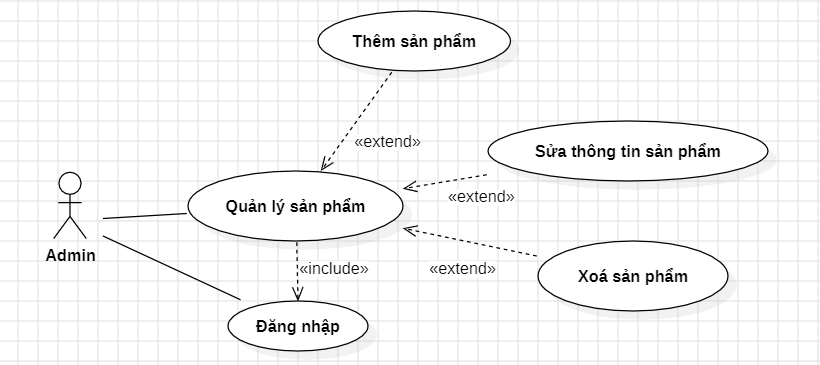 Thêm sản phẩm
«extend»
Sửa thông tin sản phẩm
«extend»
Quản lý sản phẩm
Admin
«include»
«extend»
Xoá sản phẩm
Đăng nhập